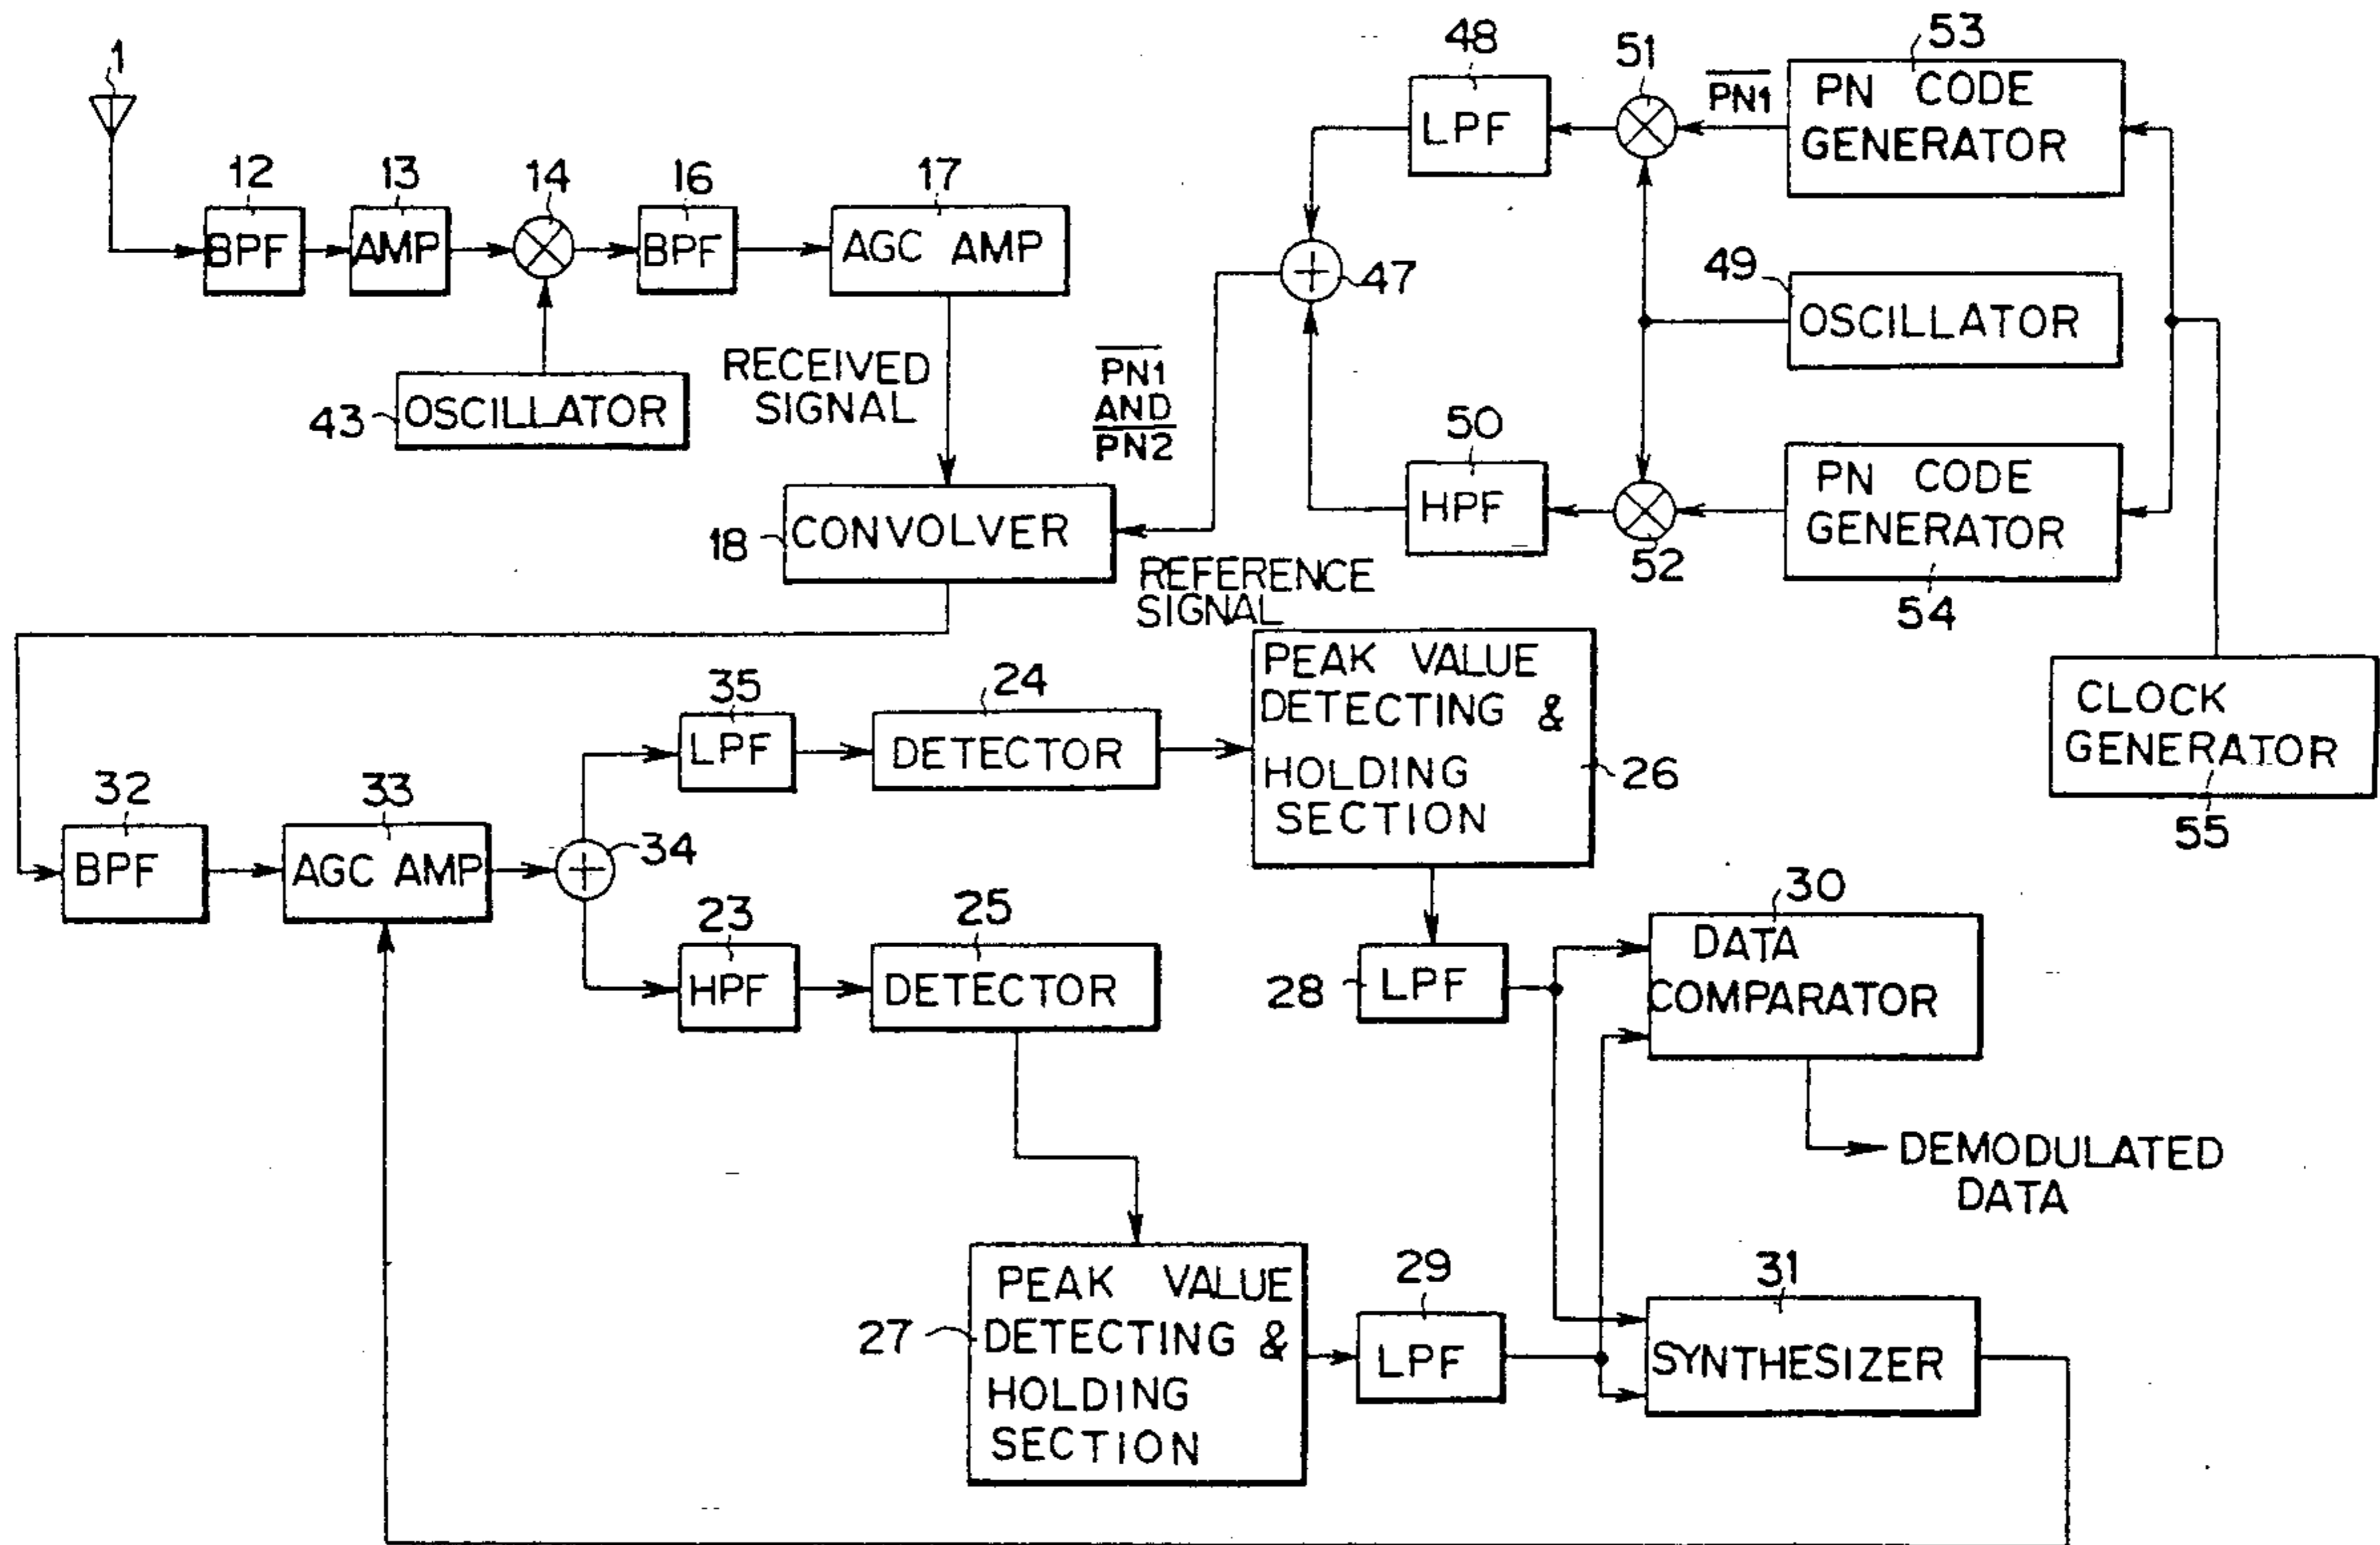 1
12
BPF
13
AMP
14
16
BPF
17
AGC AMP
43
OSCILLATOR
RECEIVED
SIGNAL
PN1
AND
PN2
18
CONVOLVER
REFERENCE
SIGNAL
48
LPF
51
PN1
53
PN CODE
GENERATOR
47
49
OSCILLATOR
50
HPF
52
PN CODE
GENERATOR
54
CLOCK
GENERATOR
55
32
BPF
33
AGC AMP
34
35
LPF
24
DETECTOR
PEAK VALUE
DETECTING &
HOLDING
SECTION
26
23
HPF
25
DETECTOR
28
LPF
30
DATA
COMPARATOR
DEMODULATED
DATA
27
PEAK VALUE
DETECTING &
HOLDING
SECTION
29
LPF
31
SYNTHESIZER